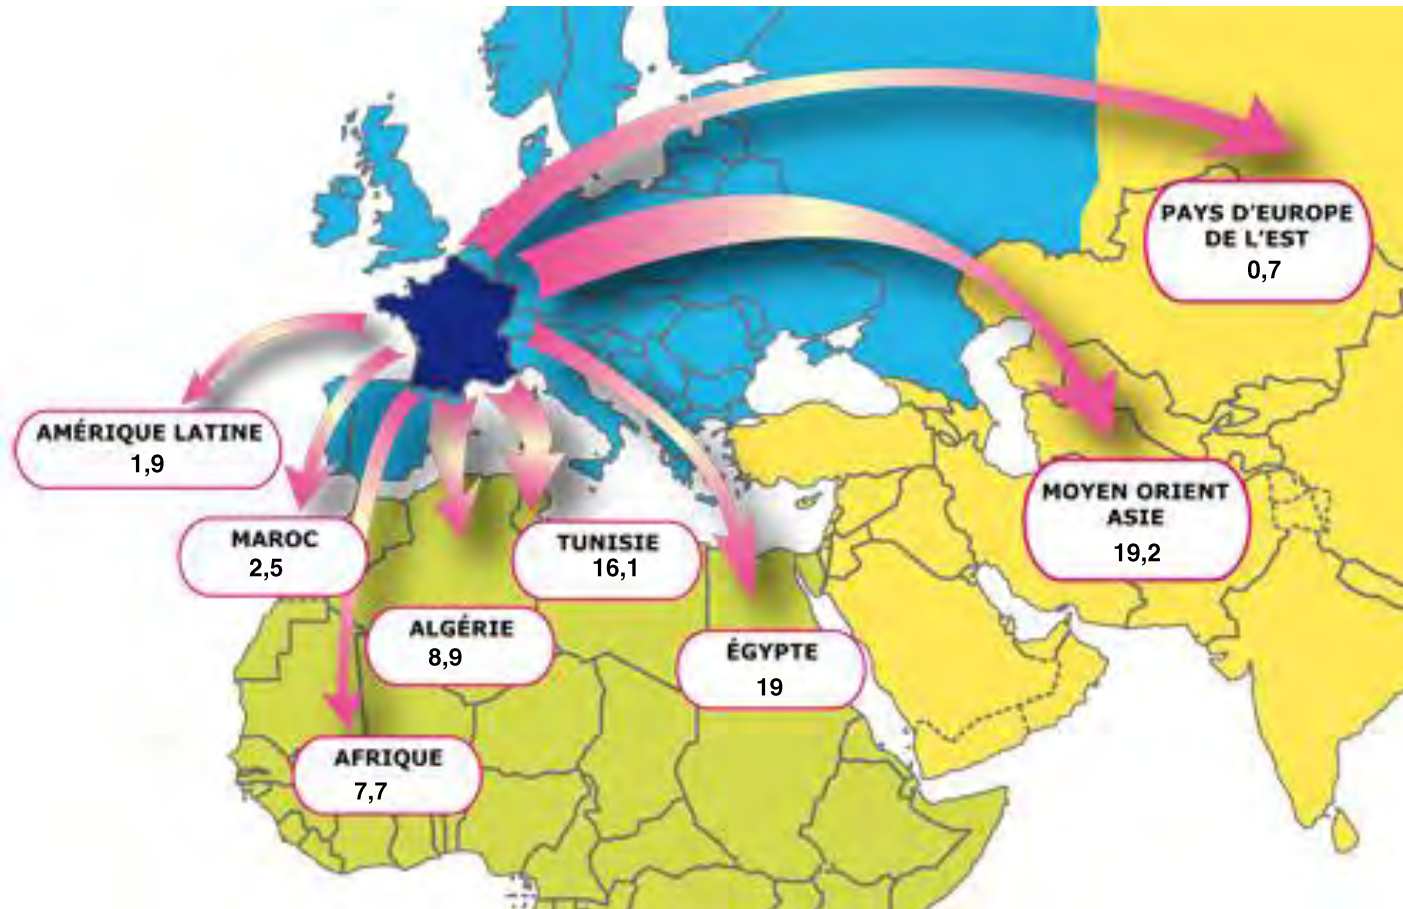 PAYS D'EUROPE
DE L'EST
0,7
AMÉRIQUE LATINE
1,9
MOYEN ORIENT
ASIE
19,2
MAROC
2,5
TUNISIE
16,1
ALGÉRIE
8,9
ÉGYPTE
19
AFRIQUE
7,7